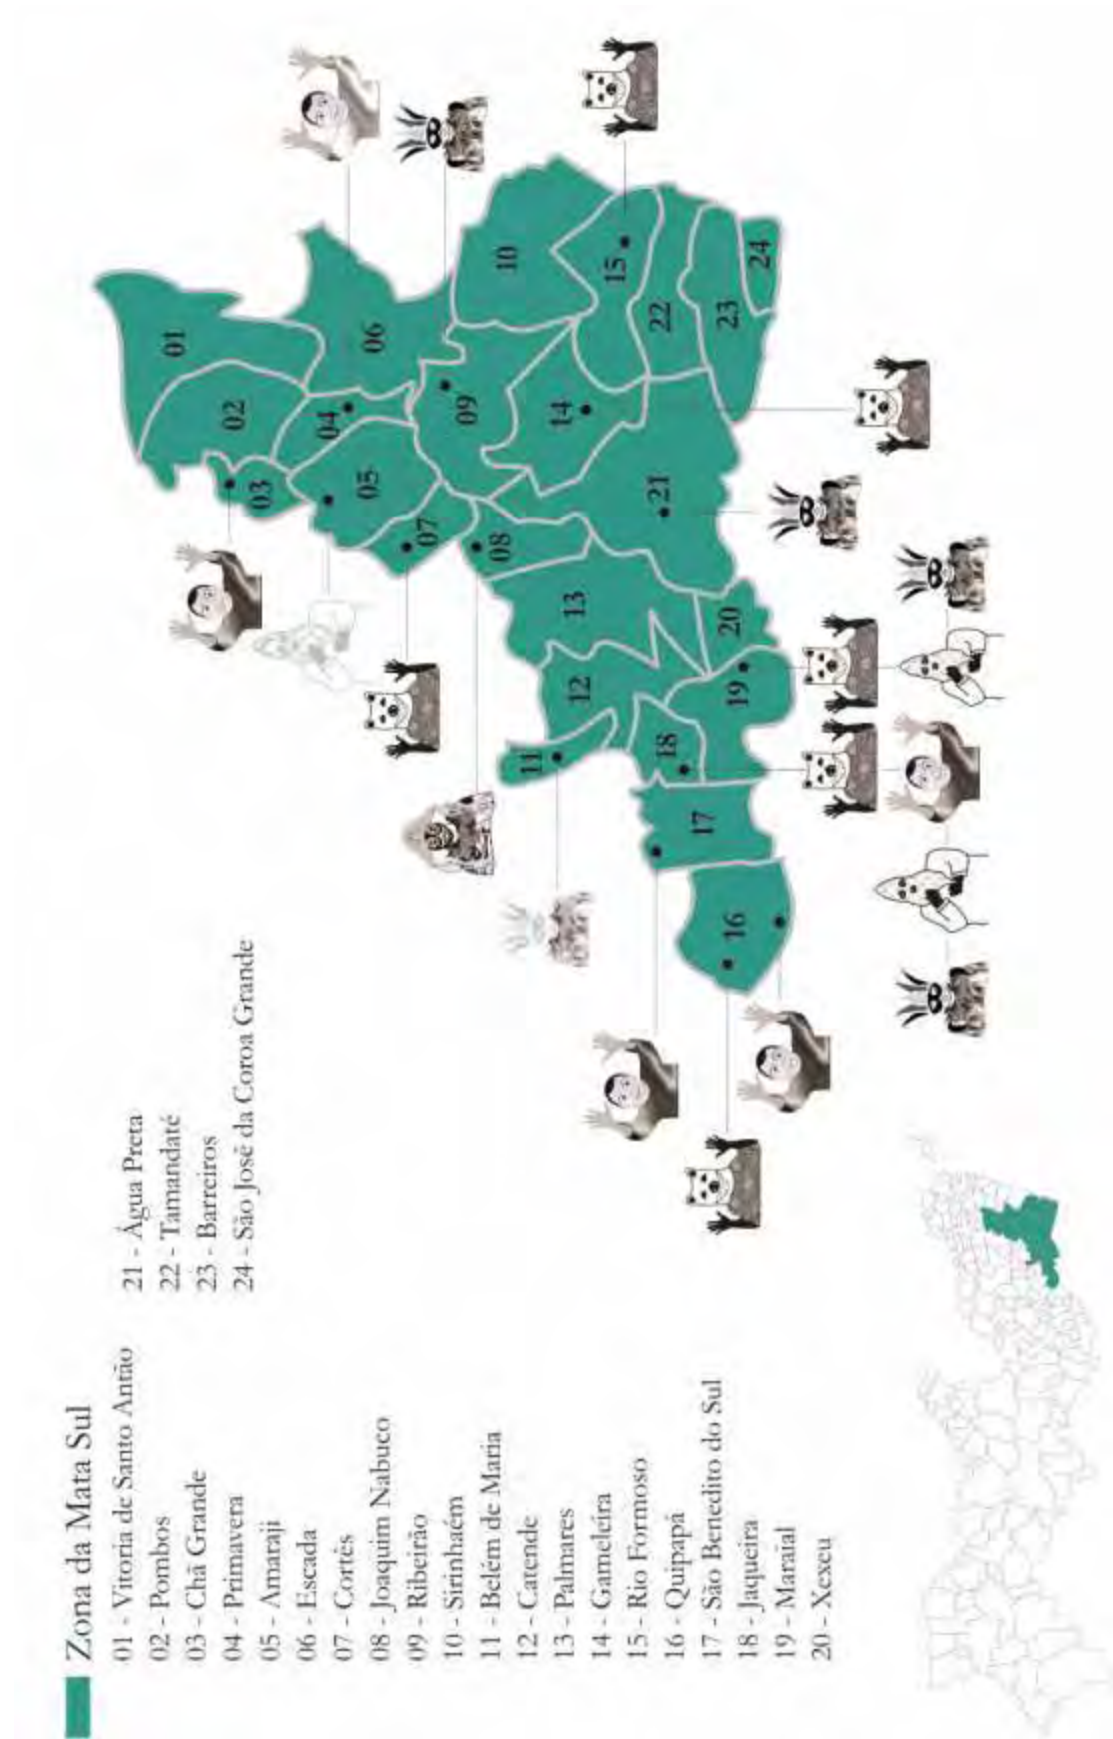 Zona da Mata Sul
01 - Vitoria de Santo Antão
02 - Pombos
03 - Chã Grande
04 - Primavera
05 - Amaraji
06 - Escada
07 - Cortês
08 - Joaquim Nabuco
09 - Ribeirão
10 - Sirinhaém
11 - Belém de Maria
12 - Catende
13 - Palmares
14 - Gameleira
15 - Rio Formoso
16 - Quipapá
17 - São Benedito do Sul
18 - Jaqueira
19 - Maraial
20 - Xexeu
21 - Água Preta
22 - Tamandaté
23 - Barreiros
24 - São José da Coroa Grande
01
02
03
04
05
06
07
08
09
10
11
12
13
14
15
16
17
18
19
20
21
22
23
24